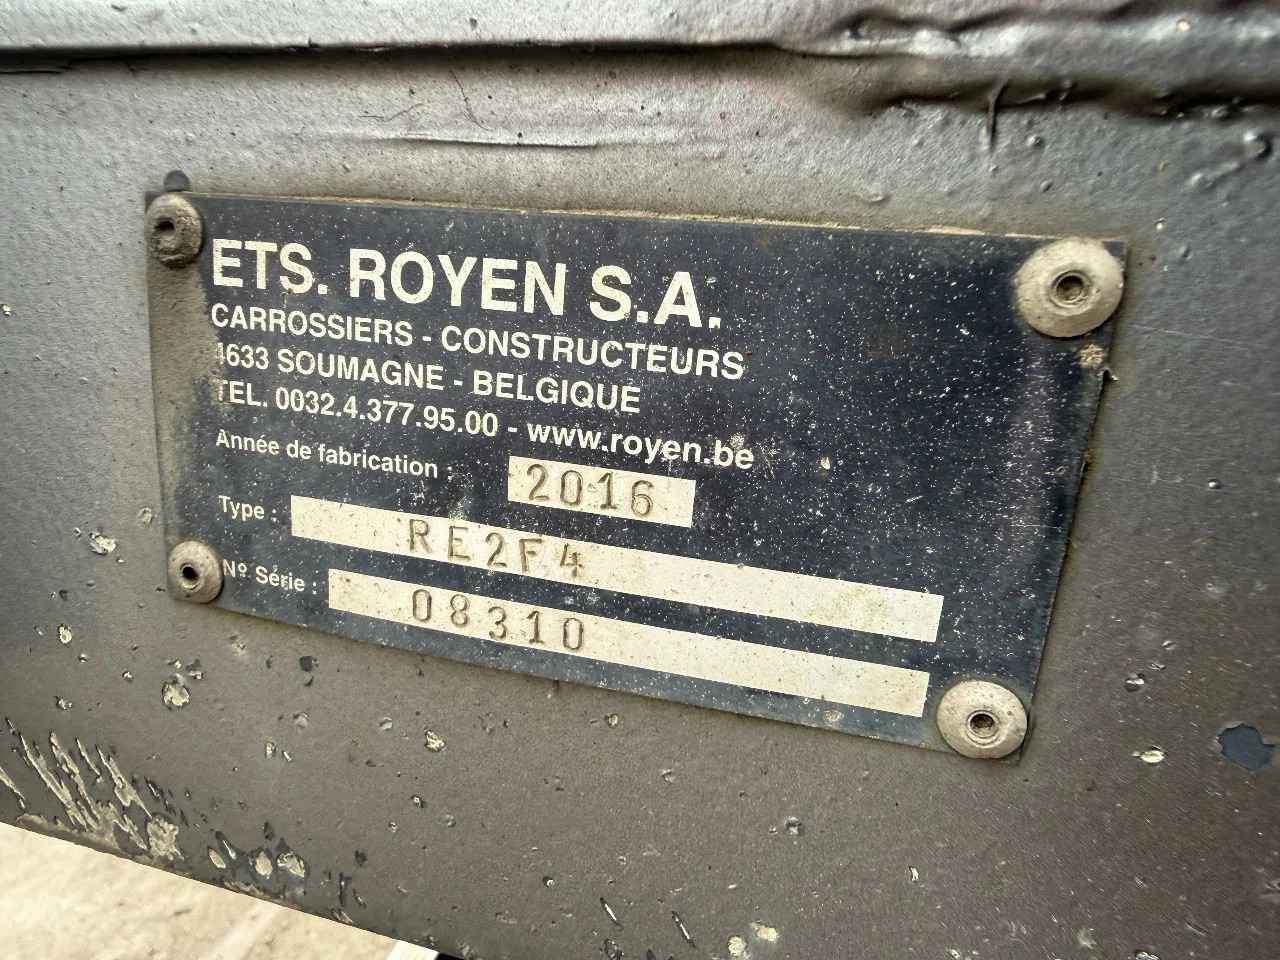 ETS. ROYEN S.A.
CARROSSIERS - CONSTRUCTEURS
4633 SOUMAGNE - BELGIQUE
TEL. 0032.4.377.95.00 - www.royen.be
Année de fabrication : 2016
Type : RE2F4
Nº Série : 08310